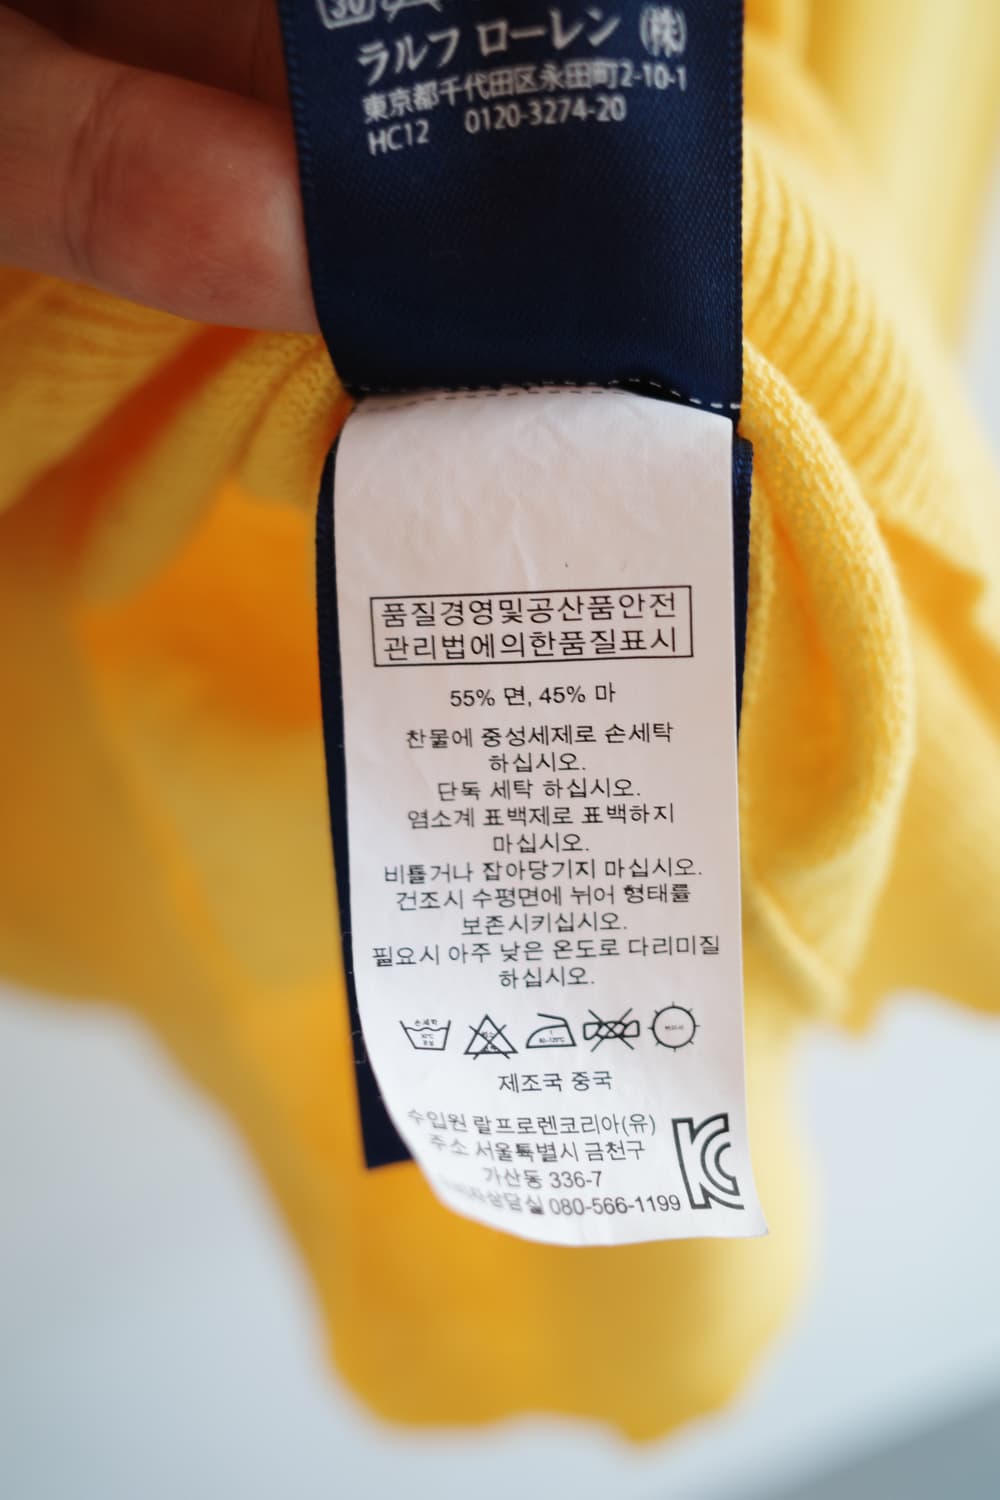 30
ラルフ ローレン (株)
東京都千代田区永田町2-10-1
HC12 0120-3274-20
품질경영및공산품안전
관리법에의한품질표시
55% 면, 45% 마
찬물에 중성세제로 손세탁
하십시오.
단독 세탁 하십시오.
염소계 표백제로 표백하지
마십시오.
비틀거나 잡아당기지 마십시오.
건조시 수평면에 뉘어 형태를
보존시키십시오.
필요시 아주 낮은 온도로 다리미질
하십시오.
손세탁
제조국 중국
수입원 랄프로렌코리아(유)
주소 서울특별시 금천구
가산동 336-7
080-566-1199